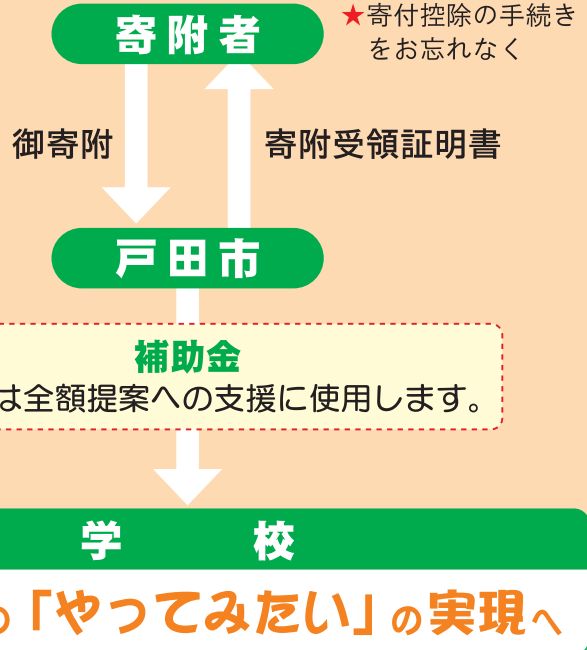 寄附者
★寄付控除の手続き
をお忘れなく
御寄附
寄附受領証明書
戸田市
補助金
は全額提案への支援に使用します。
学校
「やってみたい」の実現へ